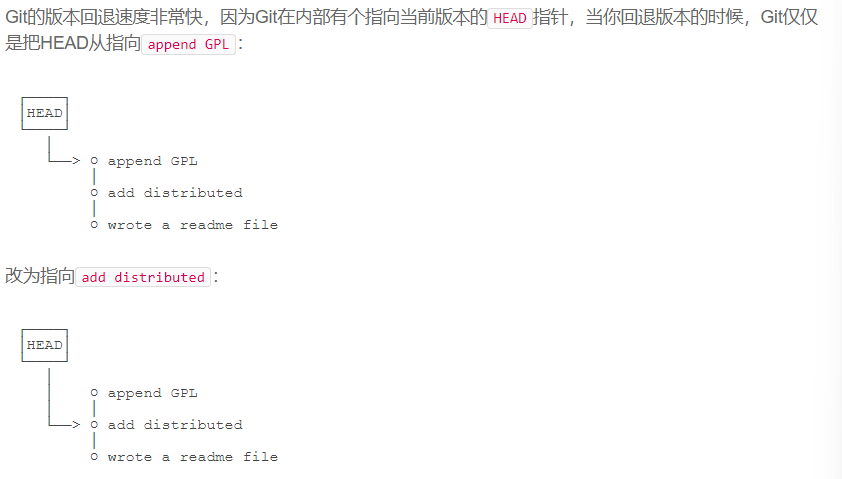 Git的版本回退速度非常快，因为Git在内部有个指向当前版本的HEAD指针，当你回退版本的时候，Git仅仅
是把HEAD从指向append GPL：
HEAD
append GPL
add distributed
wrote a readme file
改为指向add distributed：
HEAD
append GPL
add distributed
wrote a readme file